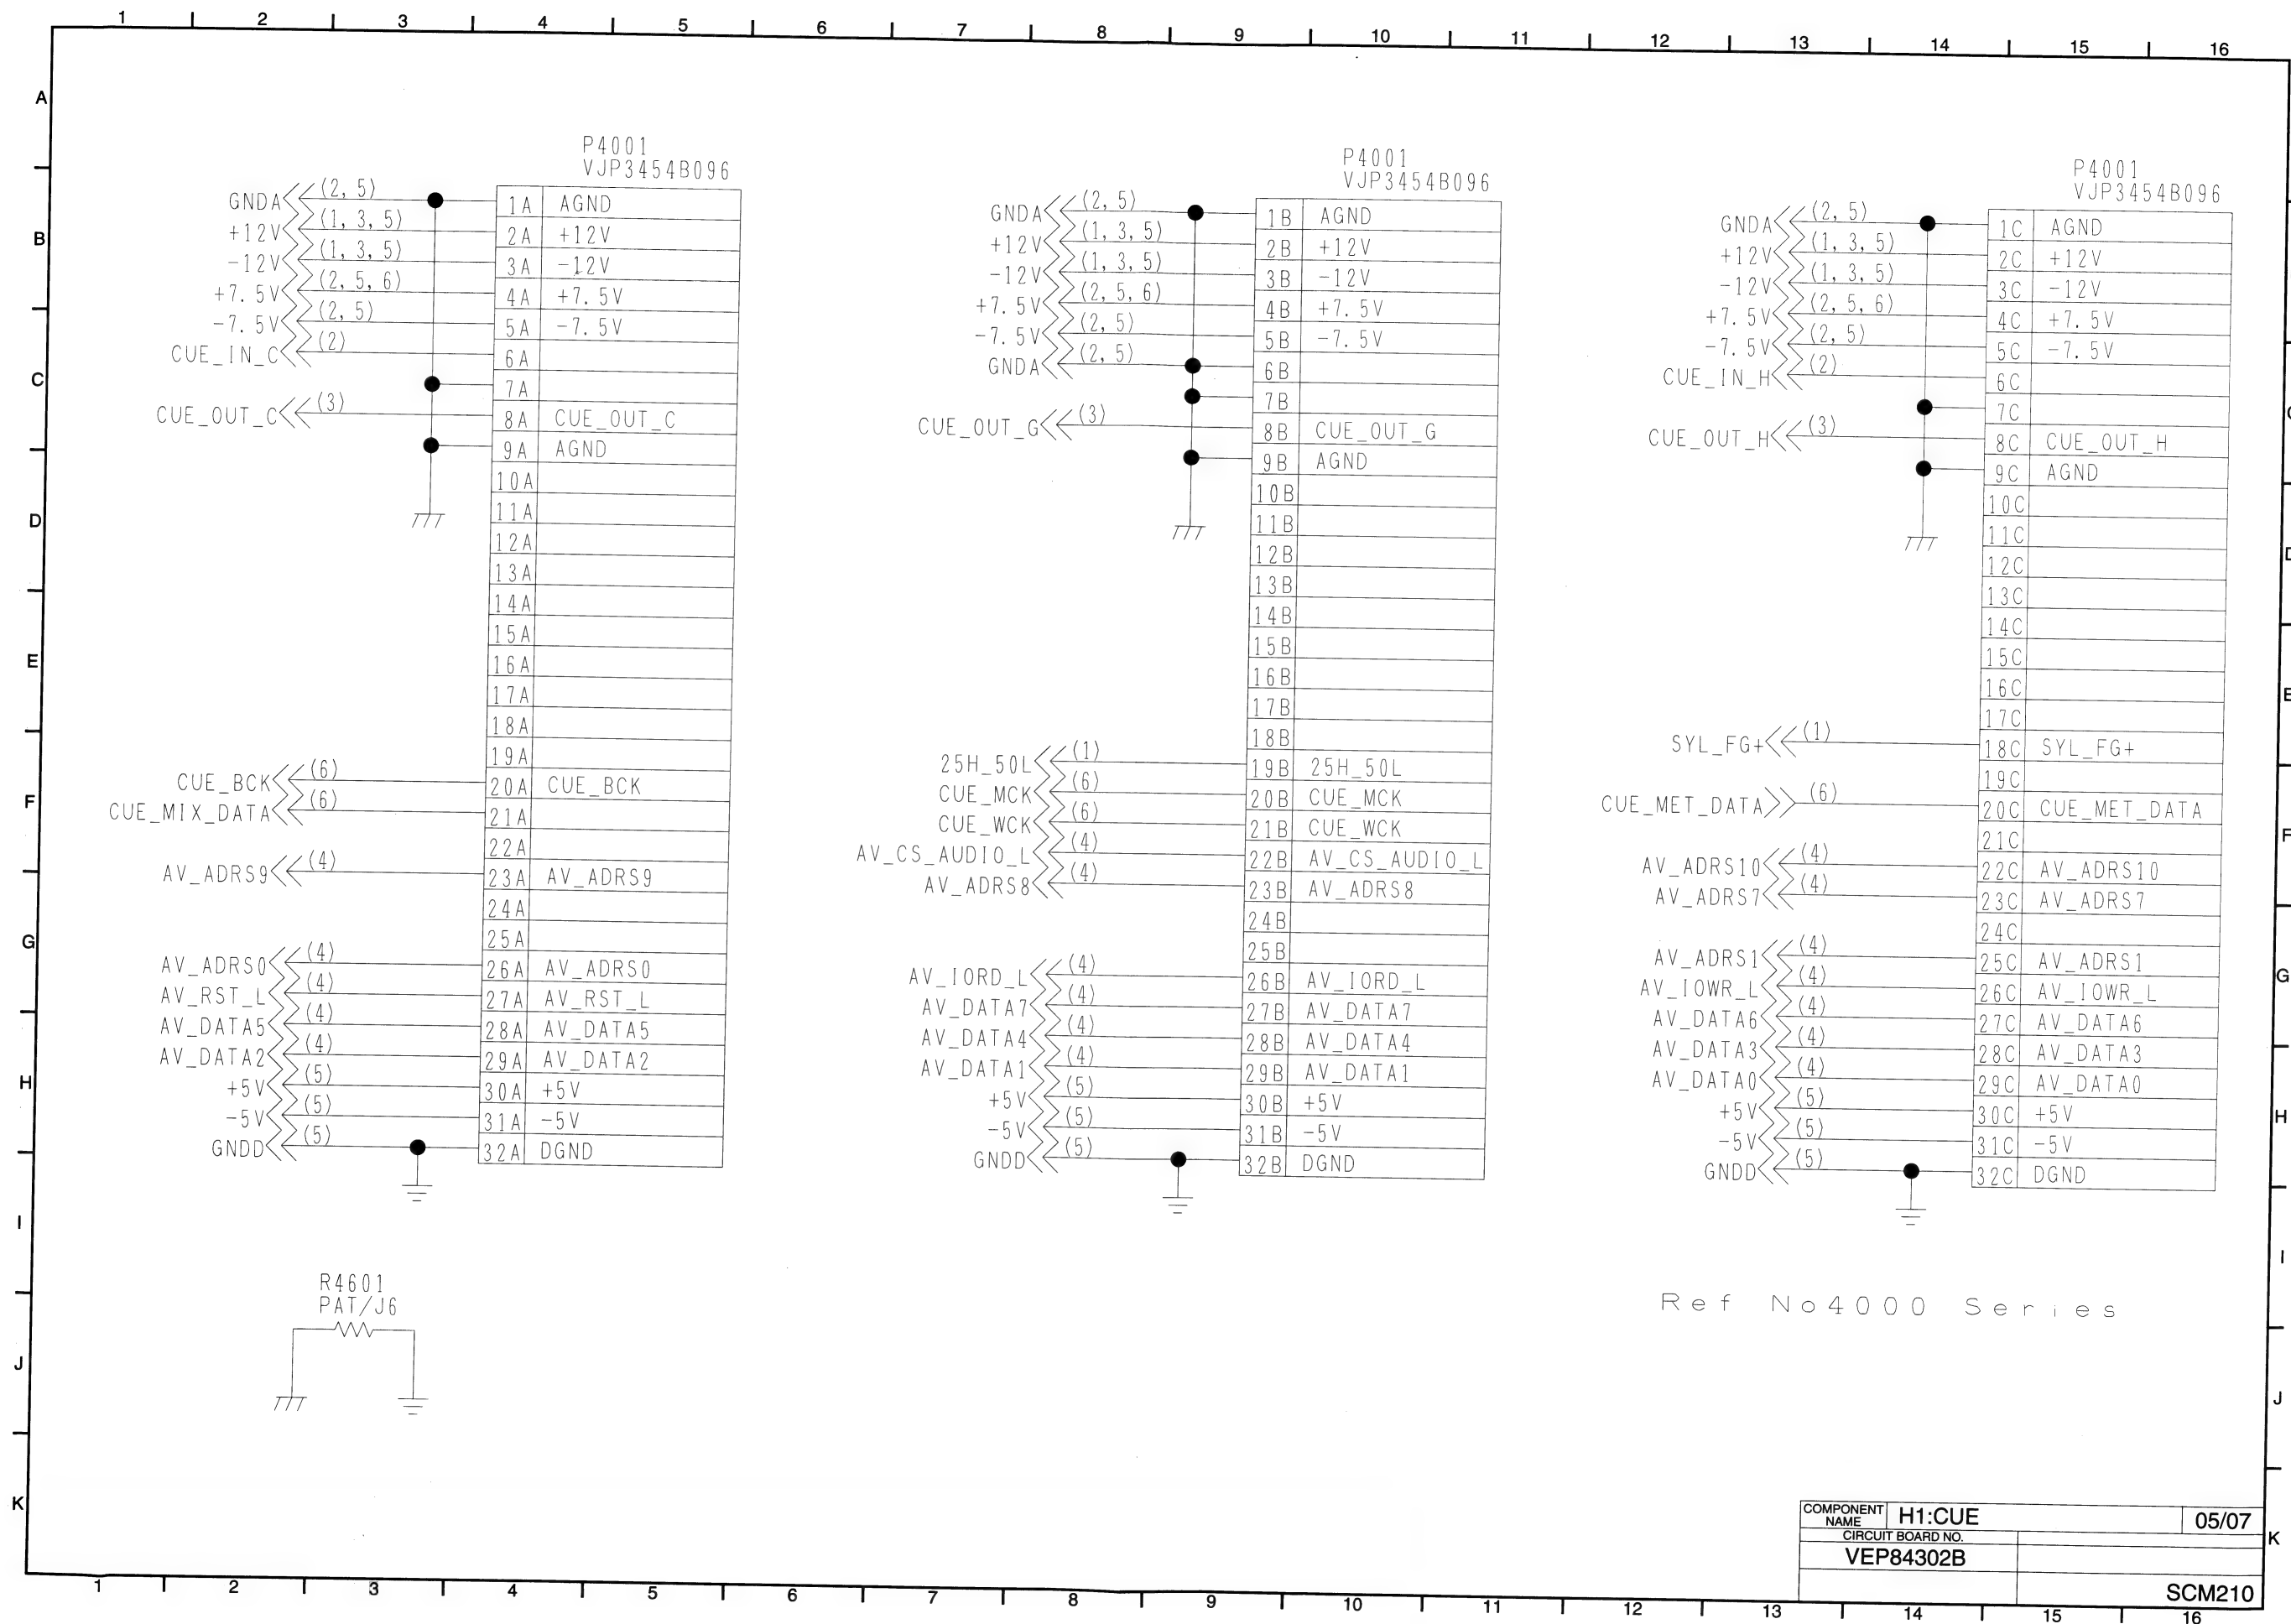 1 2 3 4 5 6 7 8 9 10 11 12 13 14 15 16
A
B
C
D
E
F
G
H
I
J
K
P4001
VJP3454B096
GNDA (2, 5) 1A AGND
+12V (1, 3, 5) 2A +12V
-12V (1, 3, 5) 3A -12V
+7. 5V (2, 5, 6) 4A +7. 5V
-7. 5V (2, 5) 5A -7. 5V
CUE_IN_C (2) 6A
7A
CUE_OUT_C (3) 8A CUE_OUT_C
9A AGND
10A
11A
12A
13A
14A
15A
16A
17A
18A
19A
CUE_BCK (6) 20A CUE_BCK
CUE_MIX_DATA (6) 21A
22A
AV_ADRS9 (4) 23A AV_ADRS9
24A
25A
AV_ADRS0 (4) 26A AV_ADRS0
AV_RST_L (4) 27A AV_RST_L
AV_DATA5 (4) 28A AV_DATA5
AV_DATA2 (4) 29A AV_DATA2
+5V (5) 30A +5V
-5V (5) 31A -5V
GNDD (5) 32A DGND
R4601
PAT/J6
P4001
VJP3454B096
GNDA (2, 5) 1B AGND
+12V (1, 3, 5) 2B +12V
-12V (1, 3, 5) 3B -12V
+7. 5V (2, 5, 6) 4B +7. 5V
-7. 5V (2, 5) 5B -7. 5V
GNDA (2, 5) 6B
7B
CUE_OUT_G (3) 8B CUE_OUT_G
9B AGND
10B
11B
12B
13B
14B
15B
16B
17B
18B
25H_50L (1) 19B 25H_50L
CUE_MCK (6) 20B CUE_MCK
CUE_WCK (6) 21B CUE_WCK
AV_CS_AUDIO_L (4) 22B AV_CS_AUDIO_L
AV_ADRS8 (4) 23B AV_ADRS8
24B
25B
AV_IORD_L (4) 26B AV_IORD_L
AV_DATA7 (4) 27B AV_DATA7
AV_DATA4 (4) 28B AV_DATA4
AV_DATA1 (4) 29B AV_DATA1
+5V (5) 30B +5V
-5V (5) 31B -5V
GNDD (5) 32B DGND
P4001
VJP3454B096
GNDA (2, 5) 1C AGND
+12V (1, 3, 5) 2C +12V
-12V (1, 3, 5) 3C -12V
+7. 5V (2, 5, 6) 4C +7. 5V
-7. 5V (2, 5) 5C -7. 5V
CUE_IN_H (2) 6C
7C
CUE_OUT_H (3) 8C CUE_OUT_H
9C AGND
10C
11C
12C
13C
14C
15C
16C
17C
SYL_FG+ (1) 18C SYL_FG+
19C
CUE_MET_DATA (6) 20C CUE_MET_DATA
21C
AV_ADRS10 (4) 22C AV_ADRS10
AV_ADRS7 (4) 23C AV_ADRS7
24C
AV_ADRS1 (4) 25C AV_ADRS1
AV_IOWR_L (4) 26C AV_IOWR_L
AV_DATA6 (4) 27C AV_DATA6
AV_DATA3 (4) 28C AV_DATA3
AV_DATA0 (4) 29C AV_DATA0
+5V (5) 30C +5V
-5V (5) 31C -5V
GNDD (5) 32C DGND
Ref No4000 Series
B
C
D
E
F
G
H
I
J
K
COMPONENT NAME H1:CUE 05/07
CIRCUIT BOARD NO.
VEP84302B
SCM210
1 2 3 4 5 6 7 8 9 10 11 12 13 14 15 16